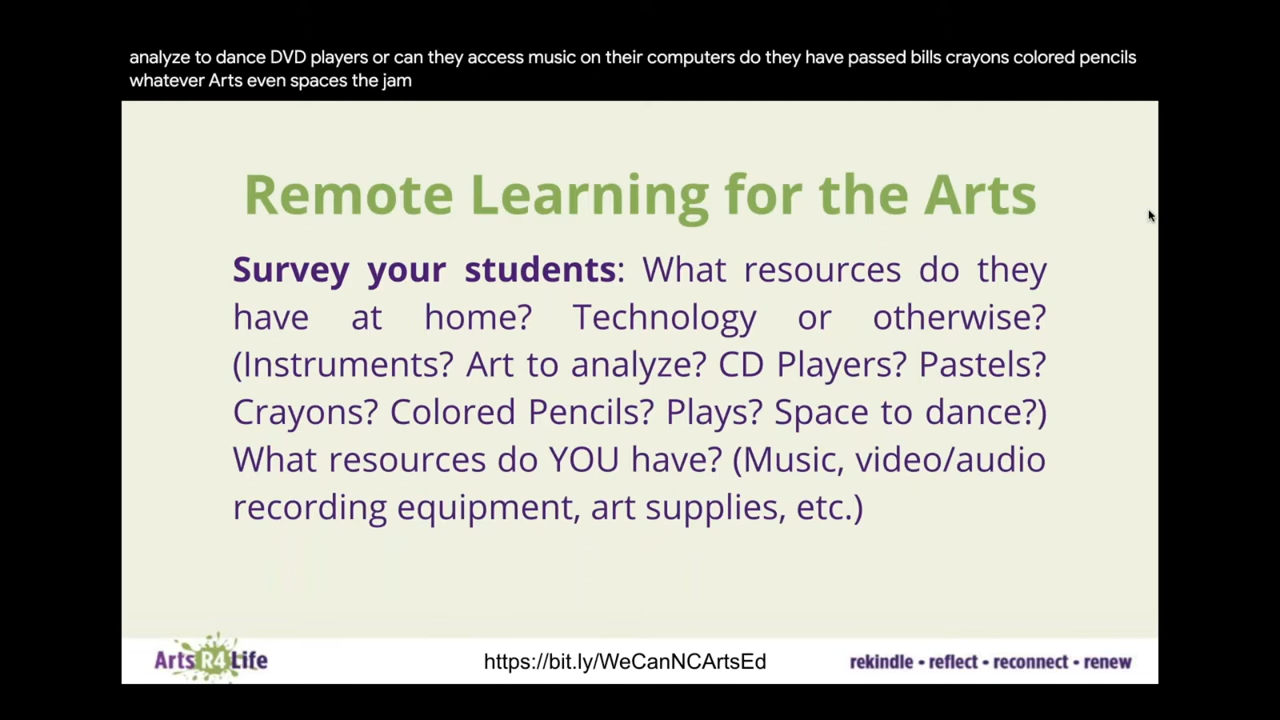 analyze to dance DVD players or can they access music on their computers do they have passed bills crayons colored pencils
whatever Arts even spaces the jam
Remote Learning for the Arts
Survey your students: What resources do they
have at home? Technology or otherwise?
(Instruments? Art to analyze? CD Players? Pastels?
Crayons? Colored Pencils? Plays? Space to dance?)
What resources do YOU have? (Music, video/audio
recording equipment, art supplies, etc.)
Arts R4 Life
https://bit.ly/WeCanNCArtsEd
rekindle • reflect • reconnect • renew